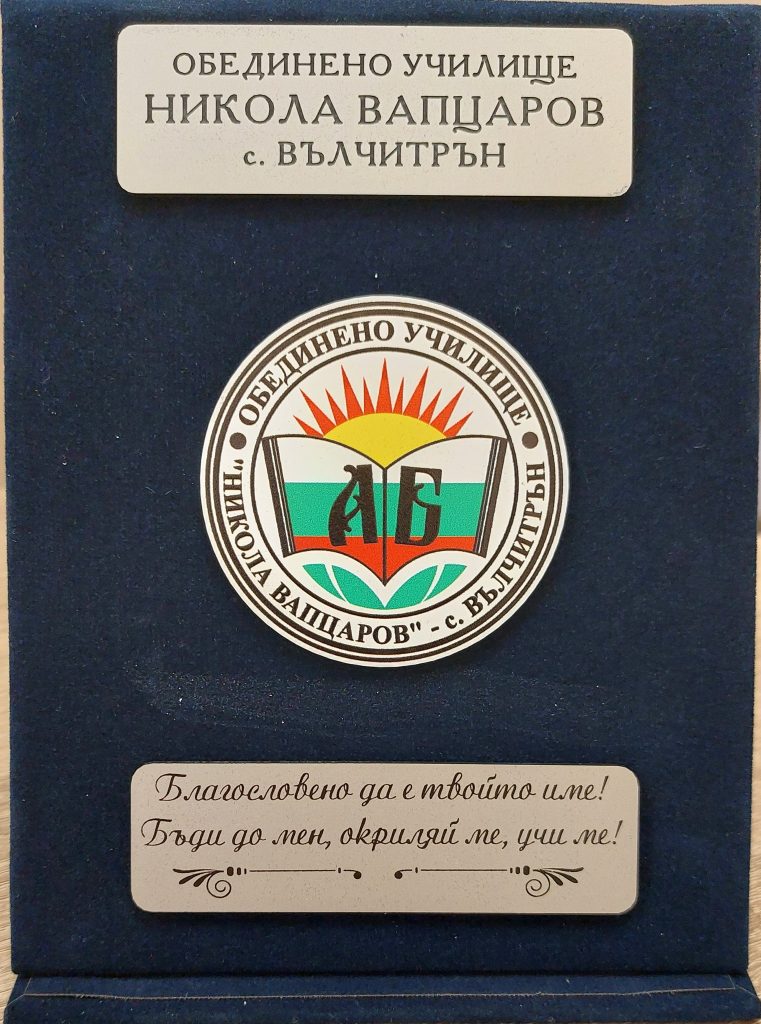 ОБЕДИНЕНО УЧИЛИЩЕ
НИКОЛА ВАПЦАРОВ
с. ВЪЛЧИТРЪН
ОБЕДИНЕНО УЧИЛИЩЕ
АБ
"НИКОЛА ВАПЦАРОВ" - с. ВЪЛЧИТРЪН
Благословено да е твойто име!
Бъди до мен, окриляй ме, учи ме!